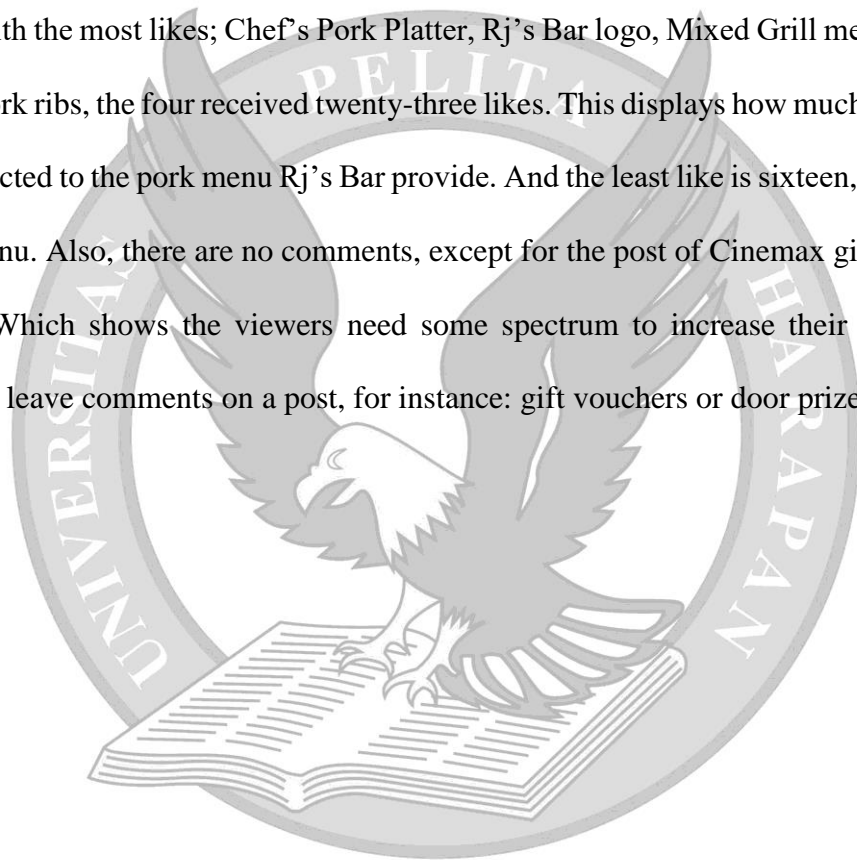 th the most likes; Chef’s Pork Platter, Rj’s Bar logo, Mixed Grill me
rk ribs, the four received twenty-three likes. This displays how much
cted to the pork menu Rj’s Bar provide. And the least like is sixteen,
nu. Also, there are no comments, except for the post of Cinemax gi
Which shows the viewers need some spectrum to increase their
leave comments on a post, for instance: gift vouchers or door prize
UNIVERSITAS
PELITA
HARAPAN